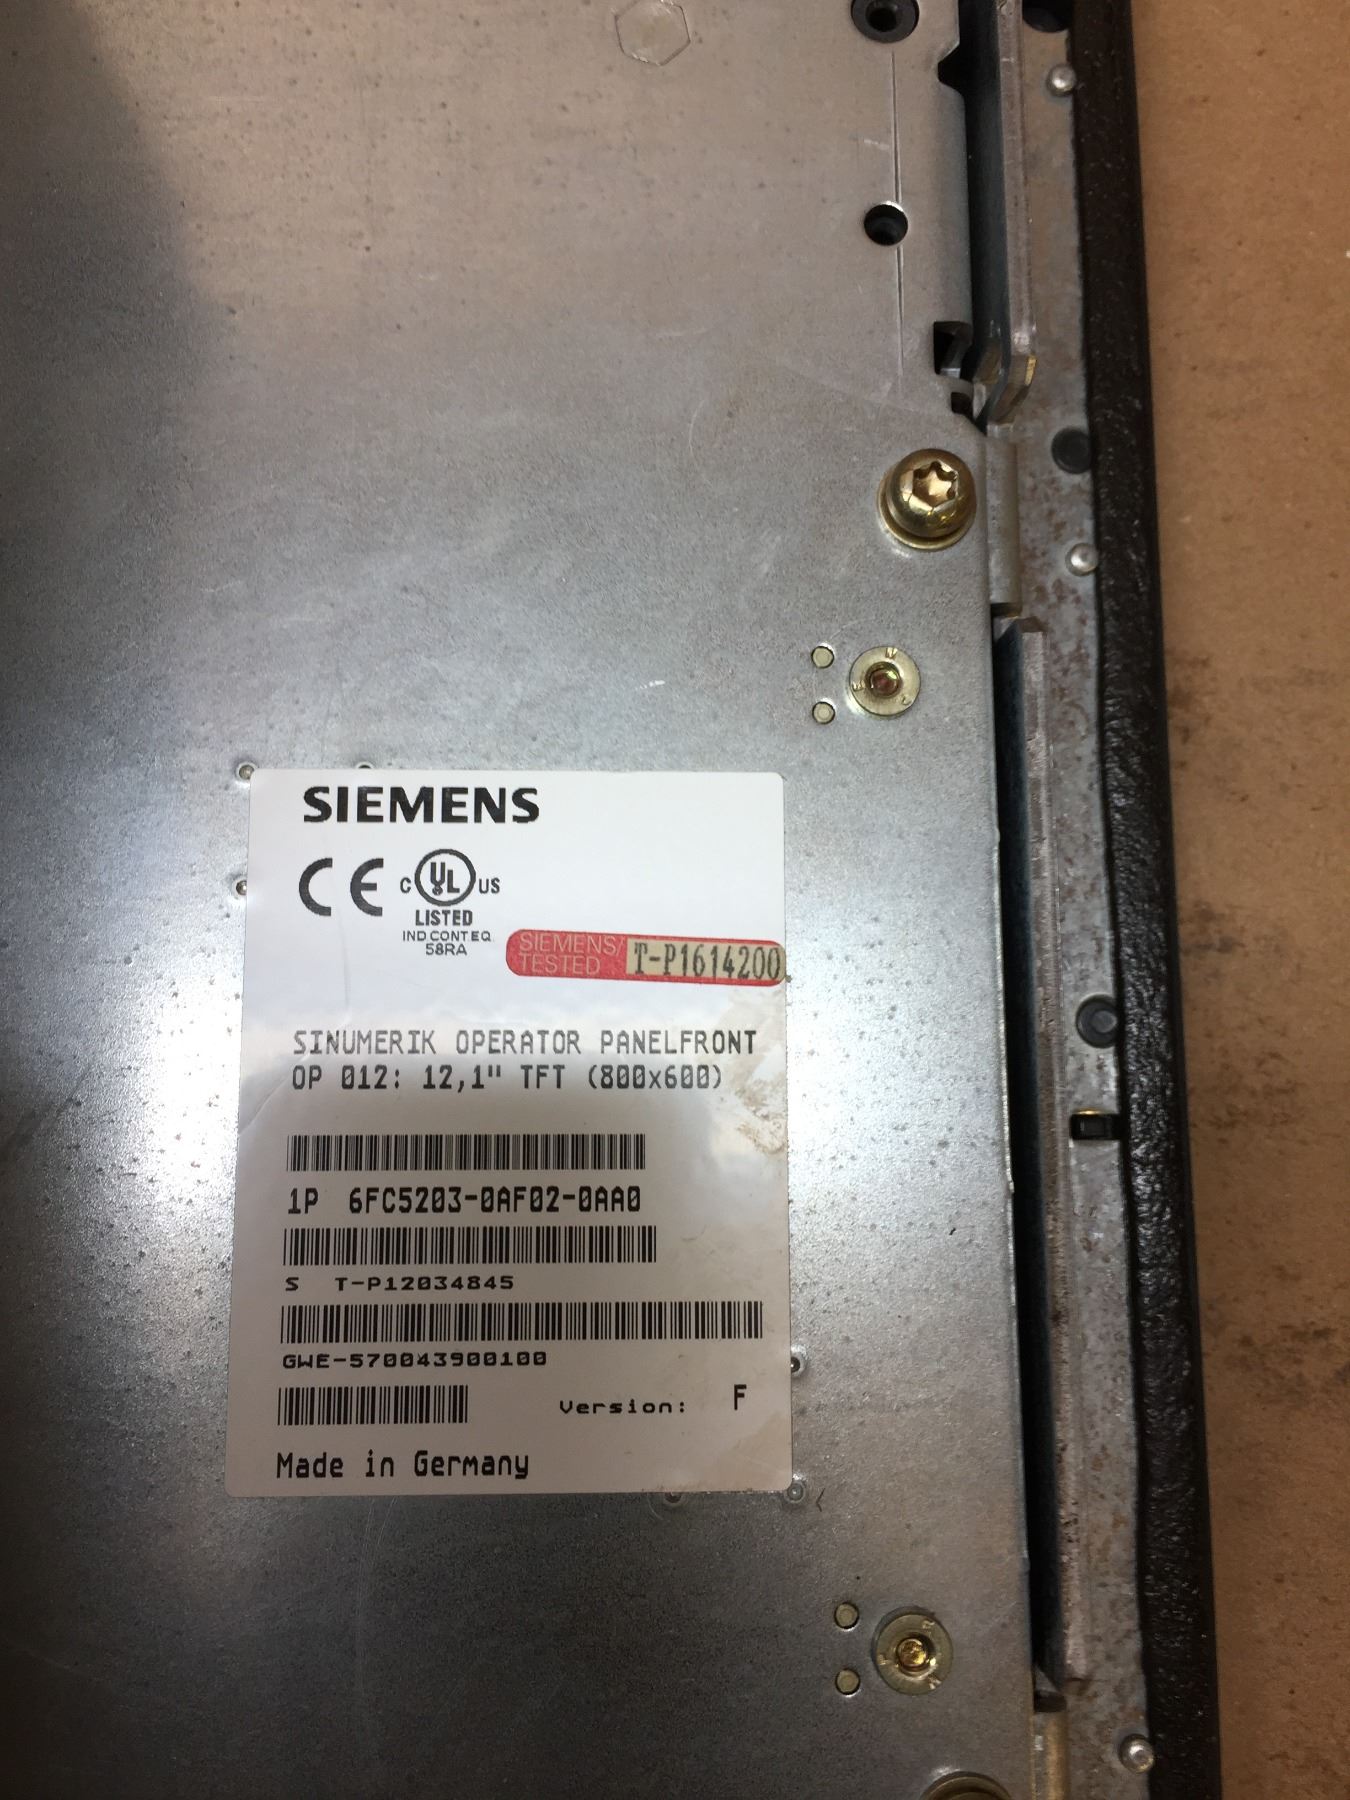 SIEMENS
CE C UL US
LISTED
IND CONT EQ
58RA
SIEMENS/
TESTED T-P1614200
SINUMERIK OPERATOR PANELFRONT
OP 012: 12,1" TFT (800x600)
1P 6FC5203-0AF02-0AA0
S T-P12034845
GWE-570043900100
Version: F
Made in Germany